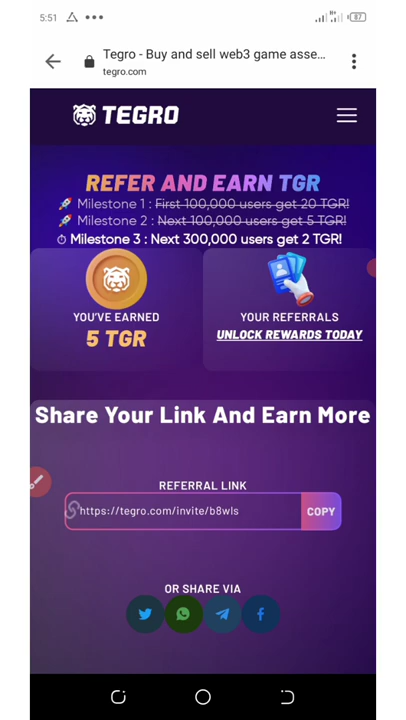 5:51
87
Tegro - Buy and sell web3 game asse...
tegro.com
TEGRO
REFER AND EARN TGR
Milestone 1 : First 100,000 users get 20 TGR!
Milestone 2 : Next 100,000 users get 5 TGR!
Milestone 3 : Next 300,000 users get 2 TGR!
YOU'VE EARNED
5 TGR
YOUR REFERRALS
UNLOCK REWARDS TODAY
Share Your Link And Earn More
REFERRAL LINK
https://tegro.com/invite/b8wls
COPY
OR SHARE VIA